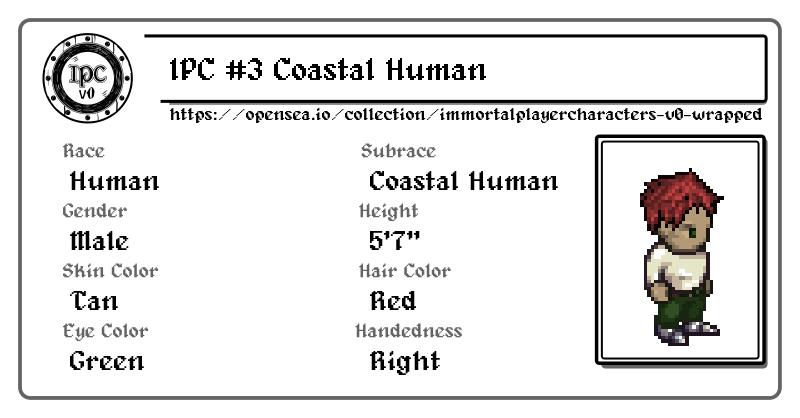 IPC
v0
IPC #3 Coastal Human
https://opensea.io/collection/immortalplayercharacters-v0-wrapped
Race
Human
Subrace
Coastal Human
Gender
Male
Height
5'7"
Skin Color
Tan
Hair Color
Red
Eye Color
Green
Handedness
Right